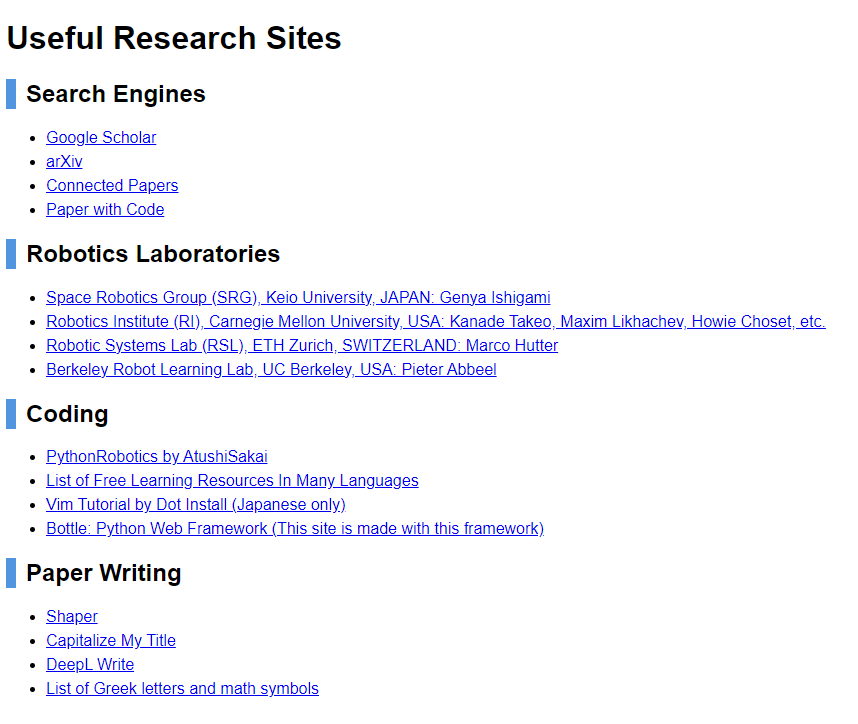 Useful Research Sites
Search Engines
Google Scholar
arXiv
Connected Papers
Paper with Code
Robotics Laboratories
Space Robotics Group (SRG), Keio University, JAPAN: Genya Ishigami
Robotics Institute (RI), Carnegie Mellon University, USA: Kanade Takeo, Maxim Likhachev, Howie Choset, etc.
Robotic Systems Lab (RSL), ETH Zurich, SWITZERLAND: Marco Hutter
Berkeley Robot Learning Lab, UC Berkeley, USA: Pieter Abbeel
Coding
PythonRobotics by AtushiSakai
List of Free Learning Resources In Many Languages
Vim Tutorial by Dot Install (Japanese only)
Bottle: Python Web Framework (This site is made with this framework)
Paper Writing
Shaper
Capitalize My Title
DeepL Write
List of Greek letters and math symbols